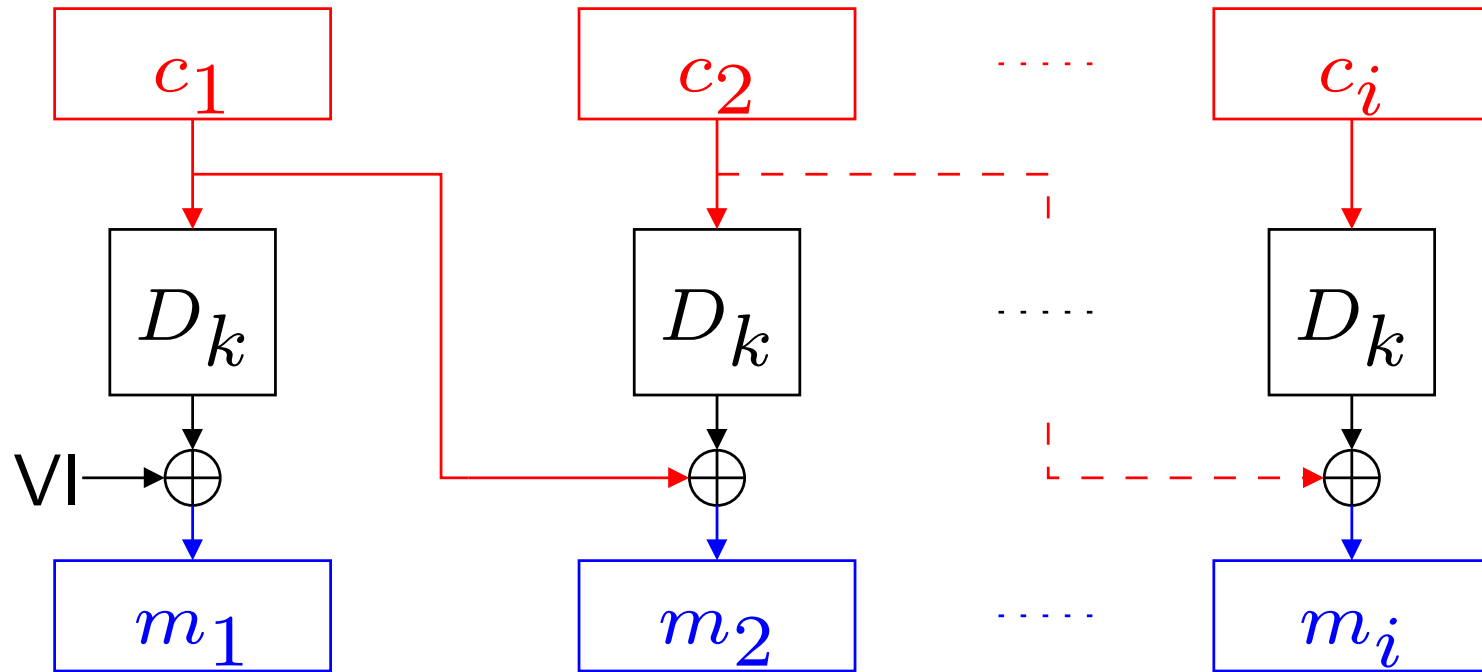 c₁ c₂ ..... cᵢ
Dₖ Dₖ ..... Dₖ
VI
m₁ m₂ ..... mᵢ